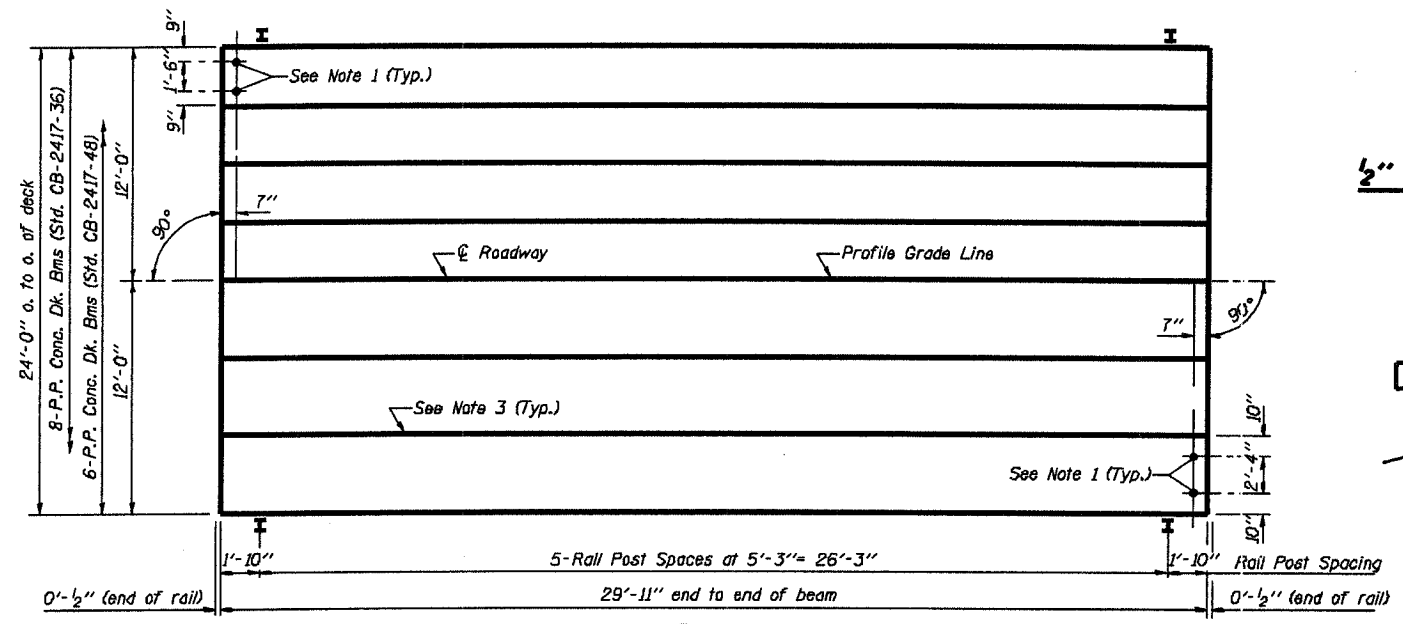 9"
1'-6"
9"
See Note 1 (Typ.)
24'-0" o. to o. of deck
8-P.P. Conc. Dk. Bms (Std. CB-2417-36)
6-P.P. Conc. Dk. Bms (Std. CB-2417-48)
12'-0"
12'-0"
90°
7"
℄ Roadway
Profile Grade Line
½"
7"
90°
See Note 3 (Typ.)
See Note 1 (Typ.)
10"
2'-4"
10"
1'-10"
5-Rail Post Spaces at 5'-3"= 26'-3"
1'-10"
Rail Post Spacing
0'-½" (end of rail)
29'-11" end to end of beam
0'-½" (end of rail)